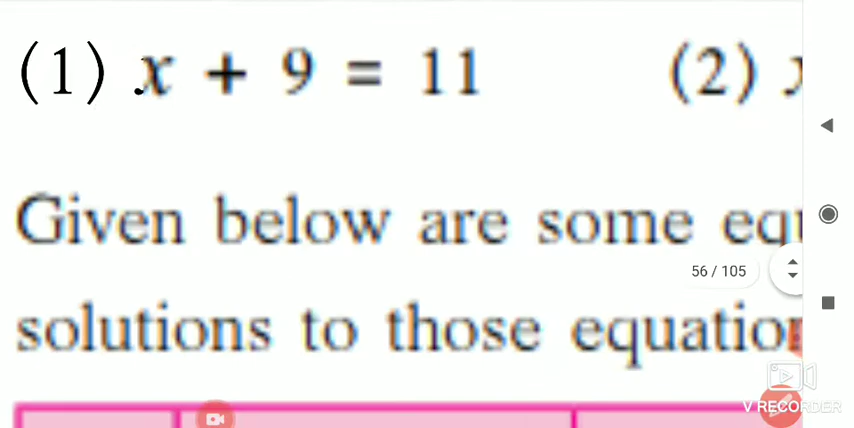 (1) x + 9 = 11 (2)
Given below are some
56 / 105
solutions to those
V RECORDER